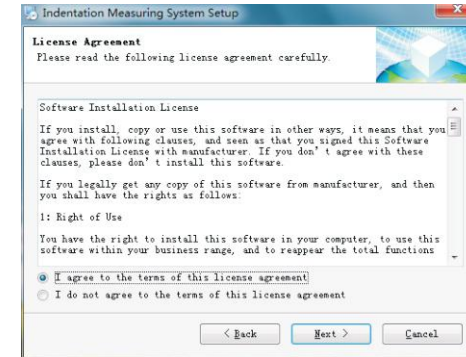 Indentation Measuring System Setup
License Agreement
Please read the following license agreement carefully.
Software Installation License
If you install, copy or use this software in other ways, it means that you
agree with following clauses, and seen as that you signed this Software
Installation License with manufacturer. If you don't agree with these
clauses, please don't install this software.
If you legally get any copy of this software from manufacturer, and then
you shall have the rights as follows:
1: Right of Use
You have the right to install this software in your computer, to use this
software within your business range, and to reappear the total functions
I agree to the terms of this license agreement
I do not agree to the terms of this license agreement
< Back
Next >
Cancel